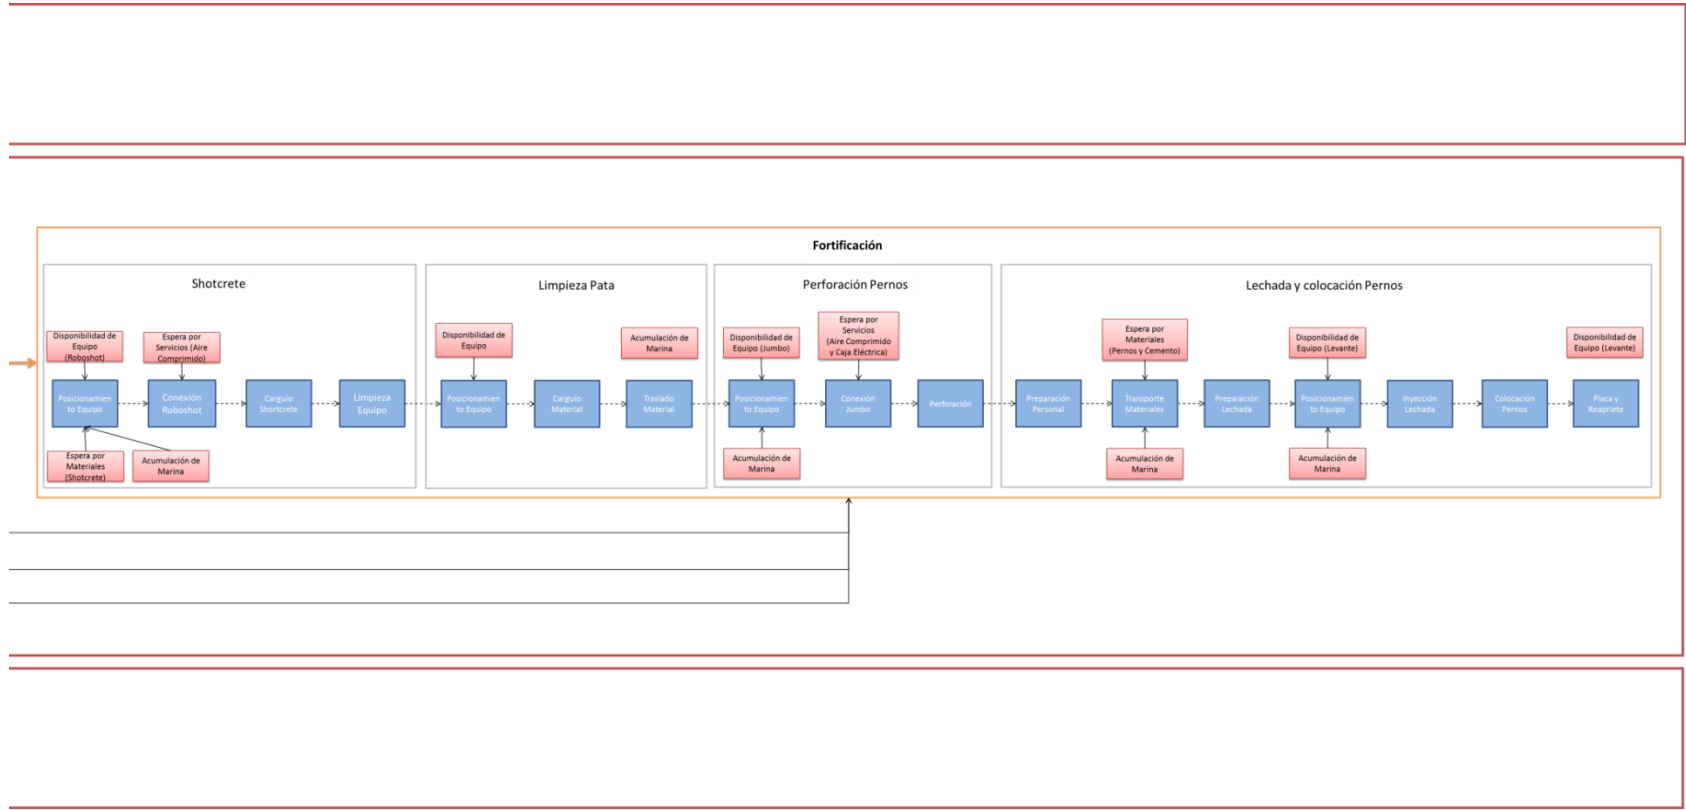 Fortificación
Shotcrete
Disponibilidad de
Equipo
(Roboshot)
Espera por
Servicios (Aire
Comprimido)
Posicionamien
to Equipo
Conexión
Roboshot
Carguío
Shortcrete
Limpieza
Equipo
Espera por
Materiales
(Shotcrete)
Acumulación de
Marina
Limpieza Pata
Disponibilidad de
Equipo
Acumulación de
Marina
Posicionamien
to Equipo
Carguío
Material
Traslado
Material
Perforación Pernos
Disponibilidad de
Equipo (Jumbo)
Espera por
Servicios
(Aire Comprimido
y Caja Eléctrica)
Posicionamien
to Equipo
Conexión
Jumbo
Perforación
Acumulación de
Marina
Lechada y colocación Pernos
Espera por
Materiales
(Pernos y Cemento)
Disponibilidad de
Equipo (Levante)
Disponibilidad de
Equipo (Levante)
Preparación
Personal
Transporte
Materiales
Preparación
Lechada
Posicionamien
to Equipo
Inyección
Lechada
Colocación
Pernos
Placa y
Reapriete
Acumulación de
Marina
Acumulación de
Marina